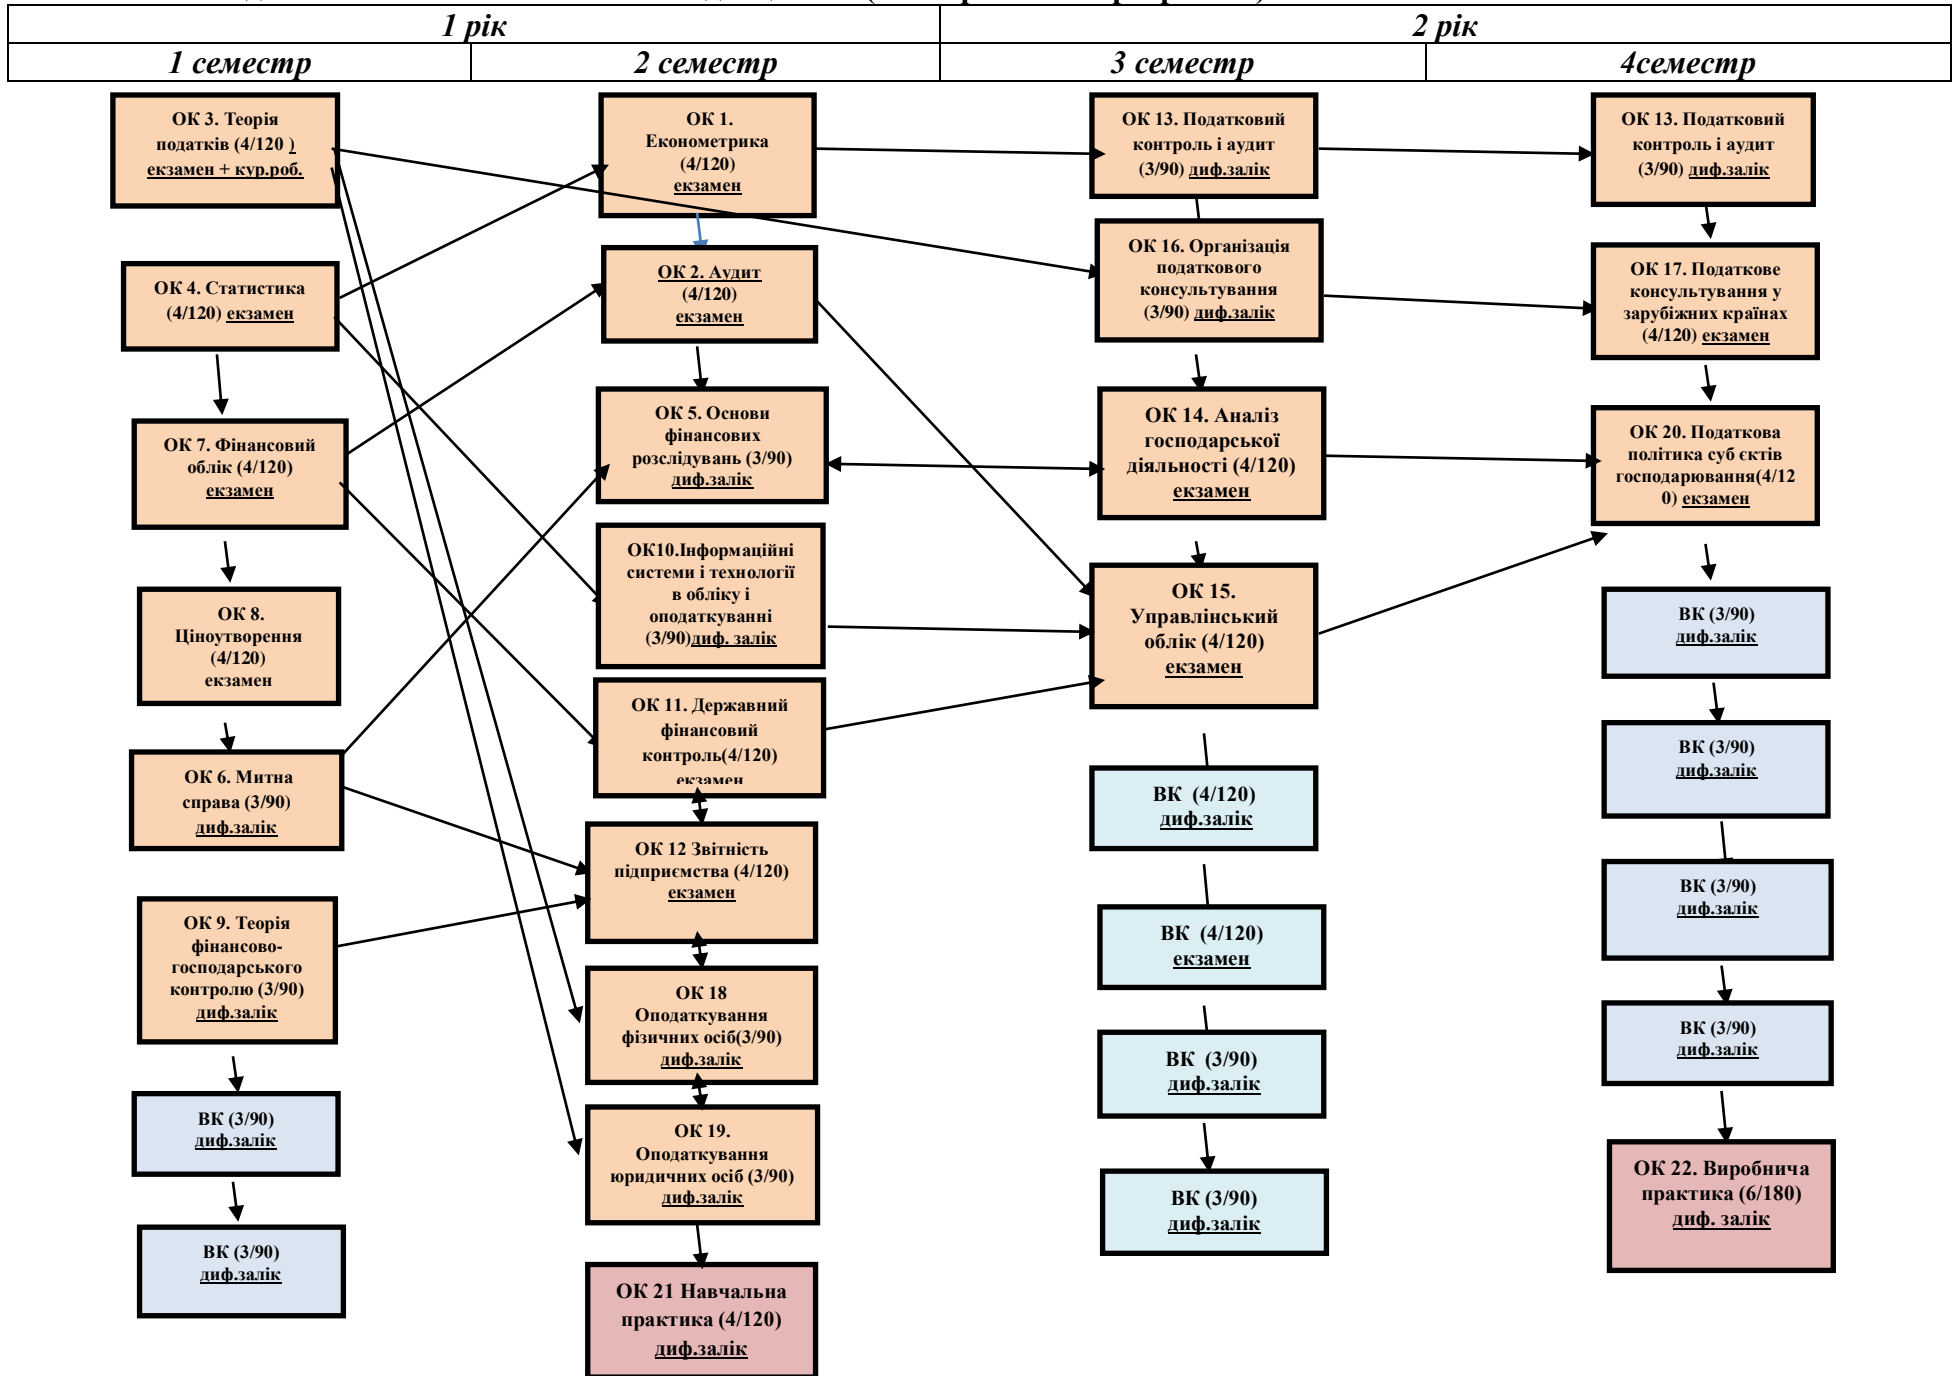 1 рік
2 рік
1 семестр
2 семестр
3 семестр
4семестр
ОК 3. Теорія
податків (4/120 )
екзамен + кур.роб.
ОК 4. Статистика
(4/120) екзамен
ОК 7. Фінансовий
облік (4/120)
екзамен
ОК 8.
Ціноутворення
(4/120)
екзамен
ОК 6. Митна
справа (3/90)
диф.залік
ОК 9. Теорія
фінансово-
господарського
контролю (3/90)
диф.залік
ВК (3/90)
диф.залік
ВК (3/90)
диф.залік
ОК 1.
Економетрика
(4/120)
екзамен
ОК 2. Аудит
(4/120)
екзамен
ОК 5. Основи
фінансових
розслідувань (3/90)
диф.залік
ОК10.Інформаційні
системи і технології
в обліку і
оподаткуванні
(3/90)диф. залік
ОК 11. Державний
фінансовий
контроль(4/120)
екзамен
ОК 12 Звітність
підприємства (4/120)
екзамен
ОК 18
Оподаткування
фізичних осіб(3/90)
диф.залік
ОК 19.
Оподаткування
юридичних осіб (3/90)
диф.залік
ОК 21 Навчальна
практика (4/120)
диф.залік
ОК 13. Податковий
контроль і аудит
(3/90) диф.залік
ОК 16. Організація
податкового
консультування
(3/90) диф.залік
ОК 14. Аналіз
господарської
діяльності (4/120)
екзамен
ОК 15.
Управлінський
облік (4/120)
екзамен
ВК (4/120)
диф.залік
ВК (4/120)
екзамен
ВК (3/90)
диф.залік
ВК (3/90)
диф.залік
ОК 13. Податковий
контроль і аудит
(3/90) диф.залік
ОК 17. Податкове
консультування у
зарубіжних країнах
(4/120) екзамен
ОК 20. Податкова
політика суб єктів
господарювання(4/12
0) екзамен
ВК (3/90)
диф.залік
ВК (3/90)
диф.залік
ВК (3/90)
диф.залік
ВК (3/90)
диф.залік
ОК 22. Виробнича
практика (6/180)
диф. залік